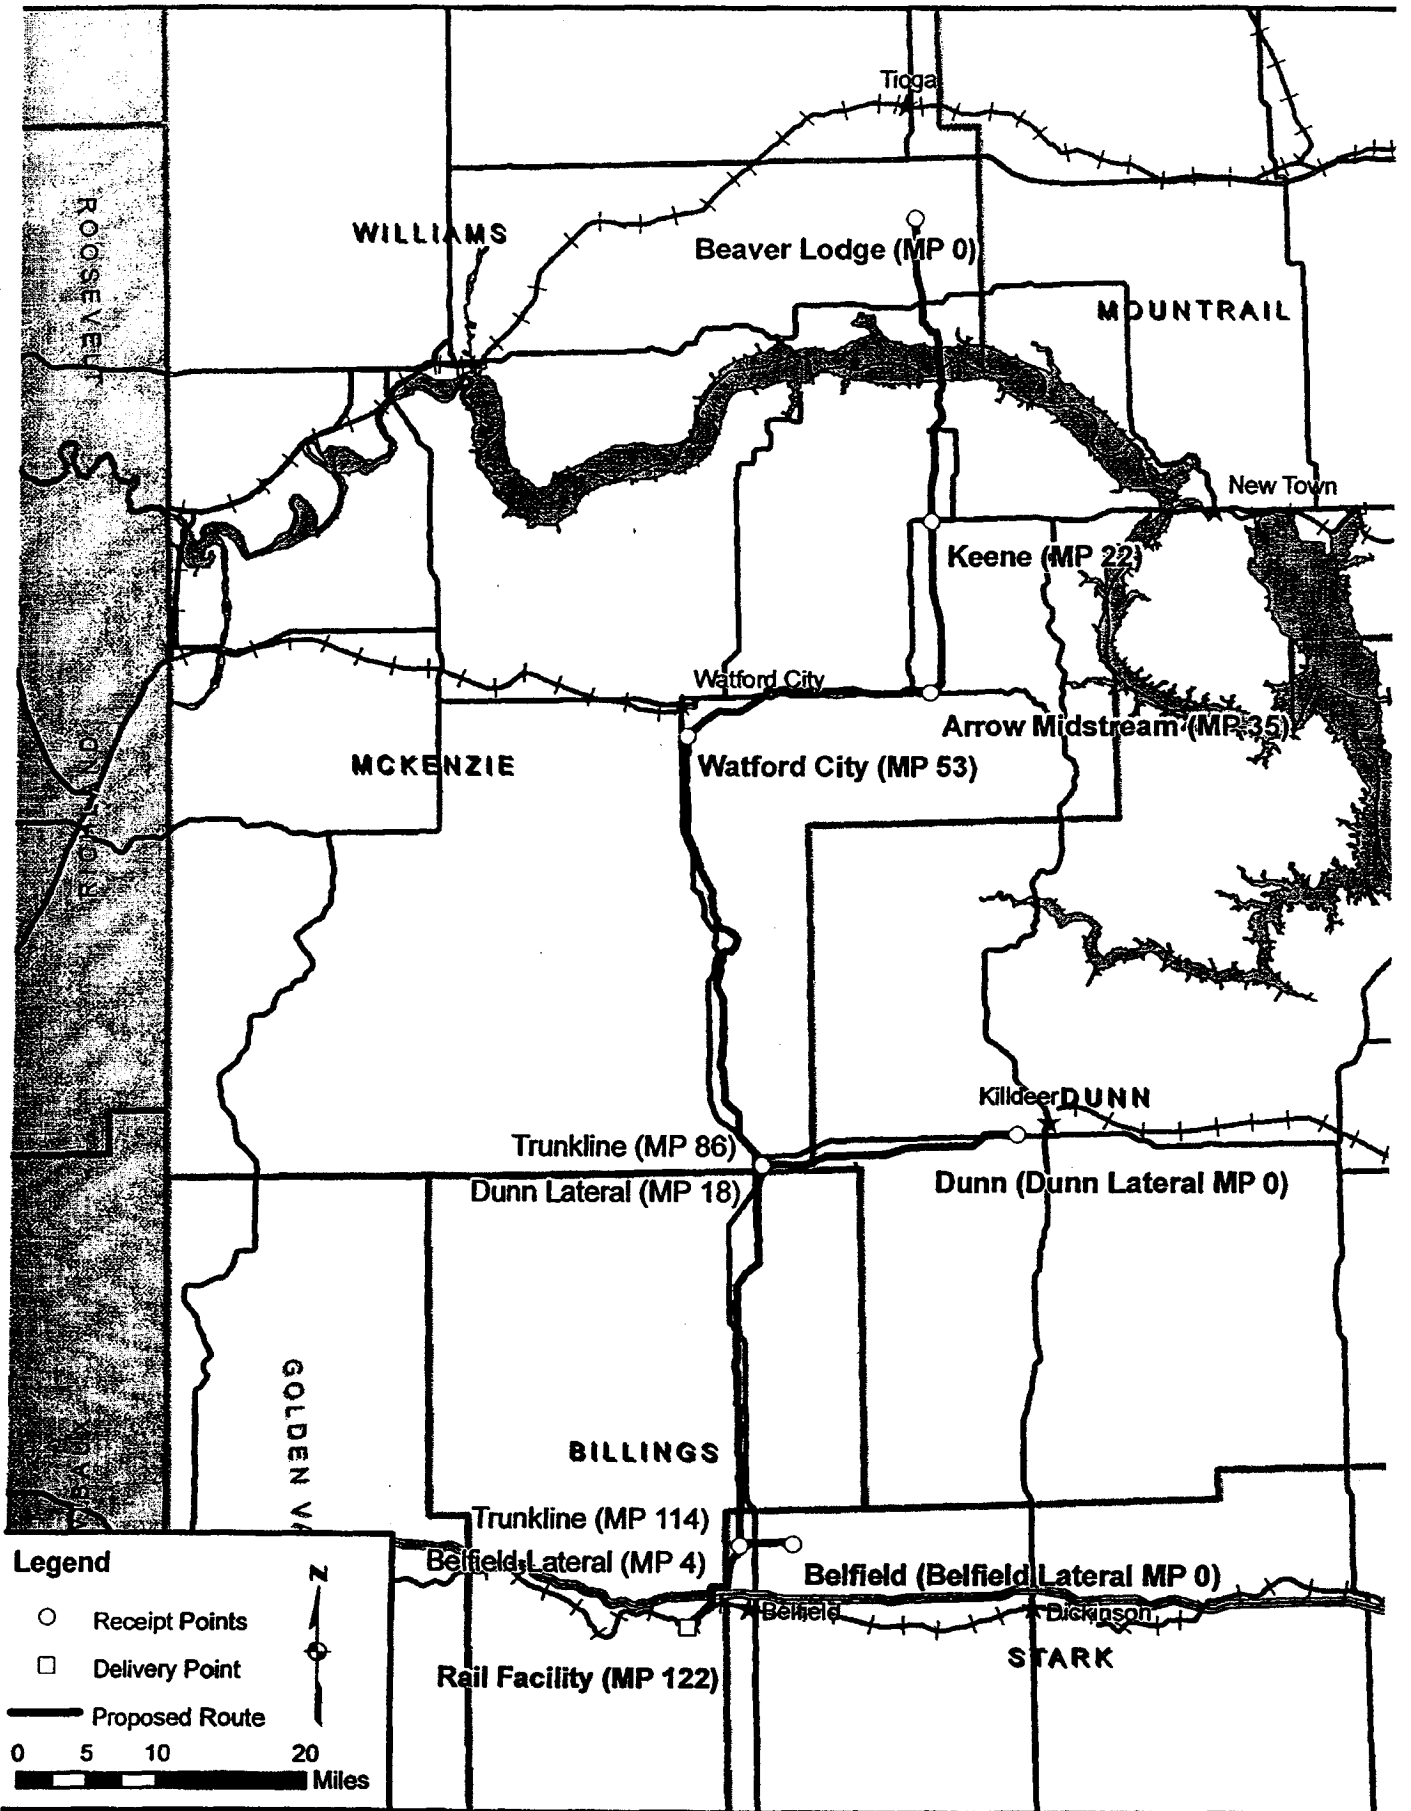 Tioga
ROOSEVELT
WILLIAMS
Beaver Lodge (MP 0)
MOUNTRAIL
New Town
Keene (MP 22)
Watford City
Arrow Midstream (MP 35)
MCKENZIE
Watford City (MP 53)
Killdeer
DUNN
Trunkline (MP 86)
Dunn Lateral (MP 18)
Dunn (Dunn Lateral MP 0)
GOLDEN VA
BILLINGS
Trunkline (MP 114)
Belfield Lateral (MP 4)
Belfield (Belfield Lateral MP 0)
Belfield
Dickinson
STARK
Rail Facility (MP 122)
Legend
N
Receipt Points
Delivery Point
Proposed Route
0 5 10 20
Miles